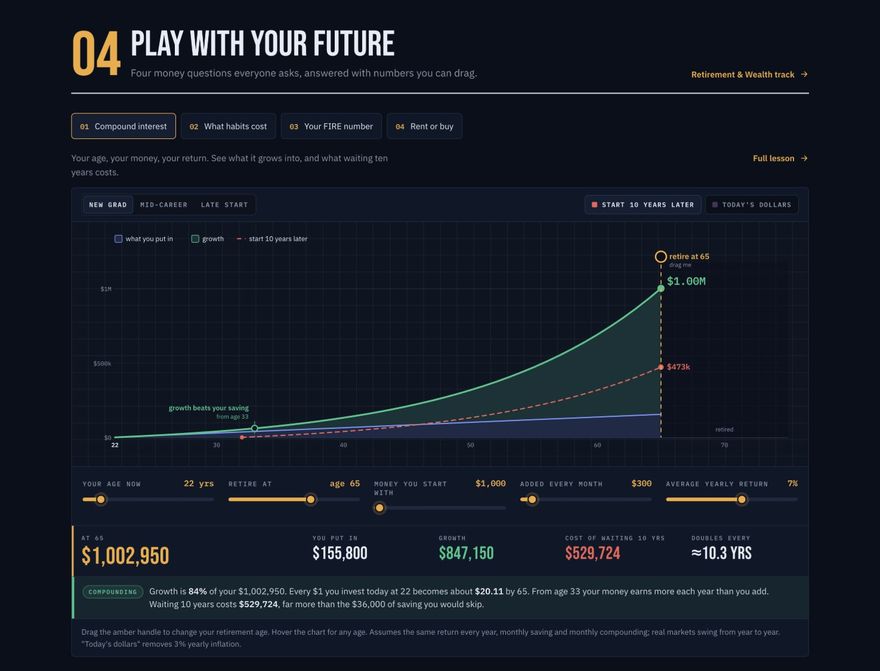 04 PLAY WITH YOUR FUTURE
Four money questions everyone asks, answered with numbers you can drag.
Retirement & Wealth track →
01 Compound interest
02 What habits cost
03 Your FIRE number
04 Rent or buy
Your age, your money, your return. See what it grows into, and what waiting ten
years costs.
Full lesson →
NEW GRAD
MID-CAREER
LATE START
START 10 YEARS LATER
TODAY'S DOLLARS
what you put in
growth
start 10 years later
retire at 65
drag me
$1.00M
$1M
$500k
$473k
growth beats your saving
from age 33
retired
$0
22
30
40
50
60
70
YOUR AGE NOW 22 yrs
RETIRE AT age 65
MONEY YOU START
WITH
$1,000
ADDED EVERY MONTH $300
AVERAGE YEARLY RETURN 7%
AT 65
$1,002,950
YOU PUT IN
$155,800
GROWTH
$847,150
COST OF WAITING 10 YRS
$529,724
DOUBLES EVERY
≈10.3 YRS
COMPOUNDING
Growth is 84% of your $1,002,950. Every $1 you invest today at 22 becomes about $20.11 by 65. From age 33 your money earns more each year than you add.
Waiting 10 years costs $529,724, far more than the $36,000 of saving you would skip.
Drag the amber handle to change your retirement age. Hover the chart for any age. Assumes the same return every year, monthly saving and monthly compounding; real markets swing from year to year.
"Today's dollars" removes 3% yearly inflation.